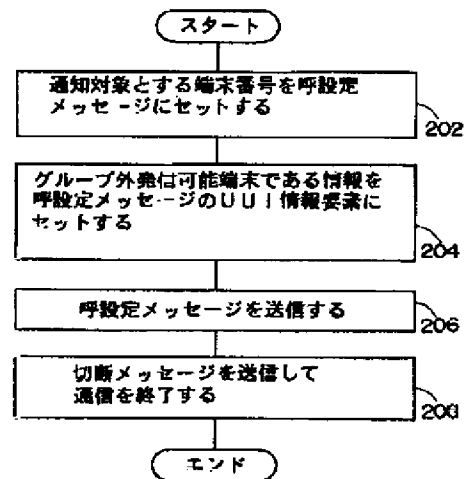 スタート
通知対象とする端末番号を呼設定
メッセージにセットする
202
グループ外発信可能端末である情報を
呼設定メッセージのUUI情報要素に
セットする
204
呼設定メッセージを送信する
206
切断メッセージを送信して
通信を終了する
エンド